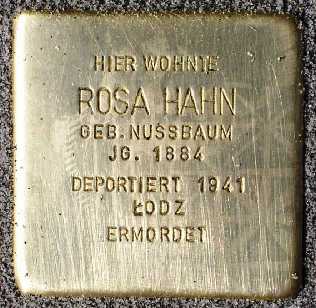 HIER WOHNTE
ROSA HAHN
GEB. NUSSBAUM
JG. 1884
DEPORTIERT 1941
ŁODZ
ERMORDET